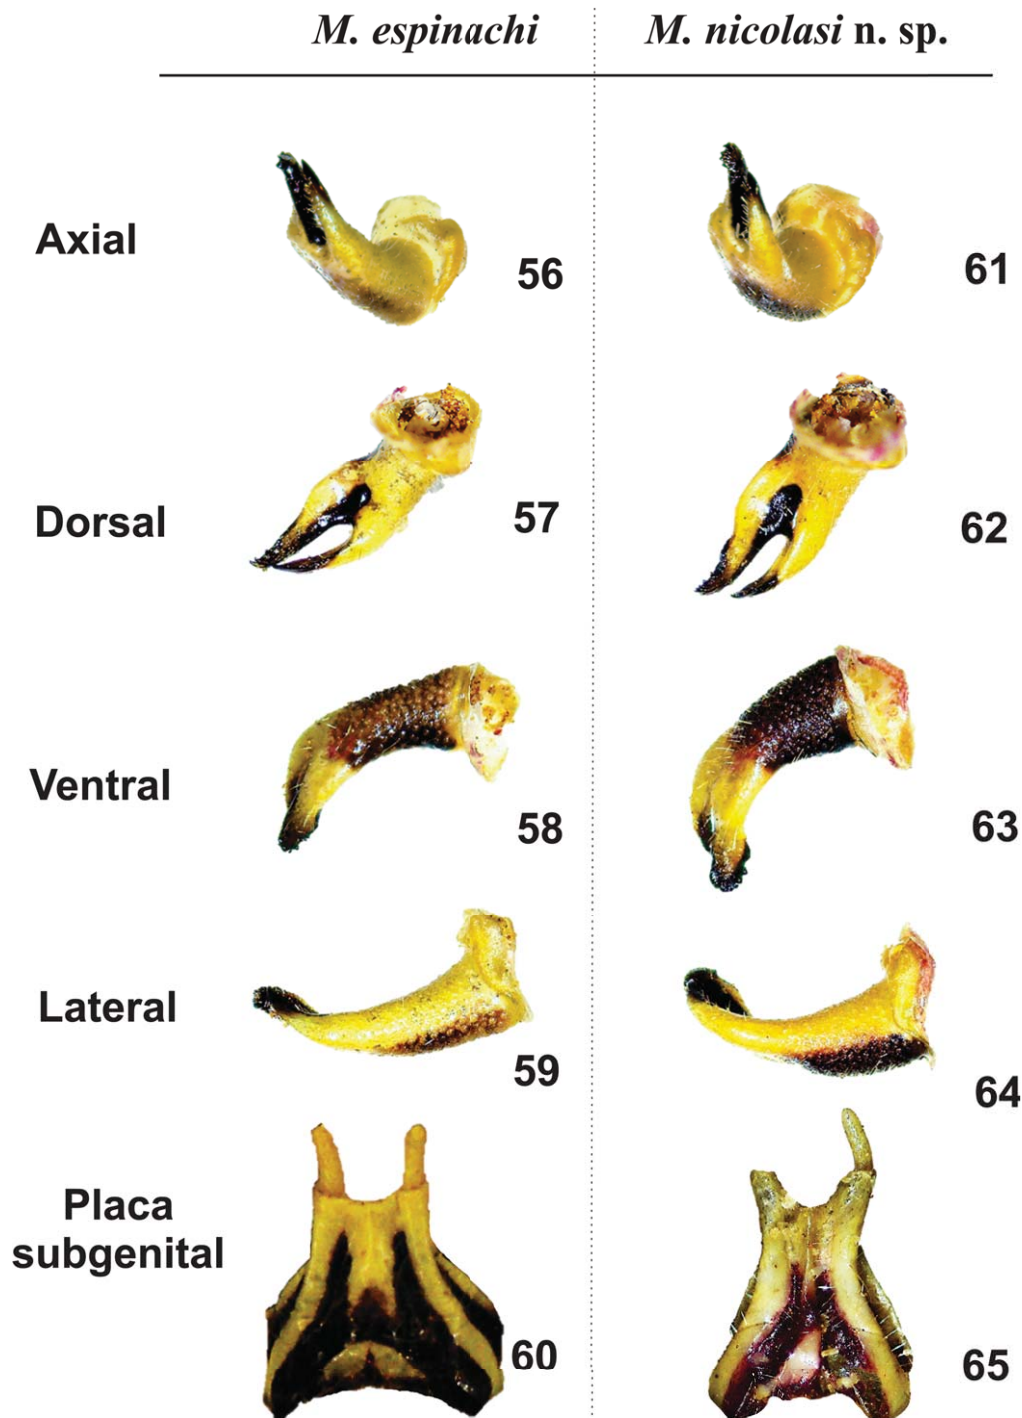 M. espinachi
M. nicolasi n. sp.
Axial
56
61
Dorsal
57
62
Ventral
58
63
Lateral
59
64
Placa
subgenital
60
65